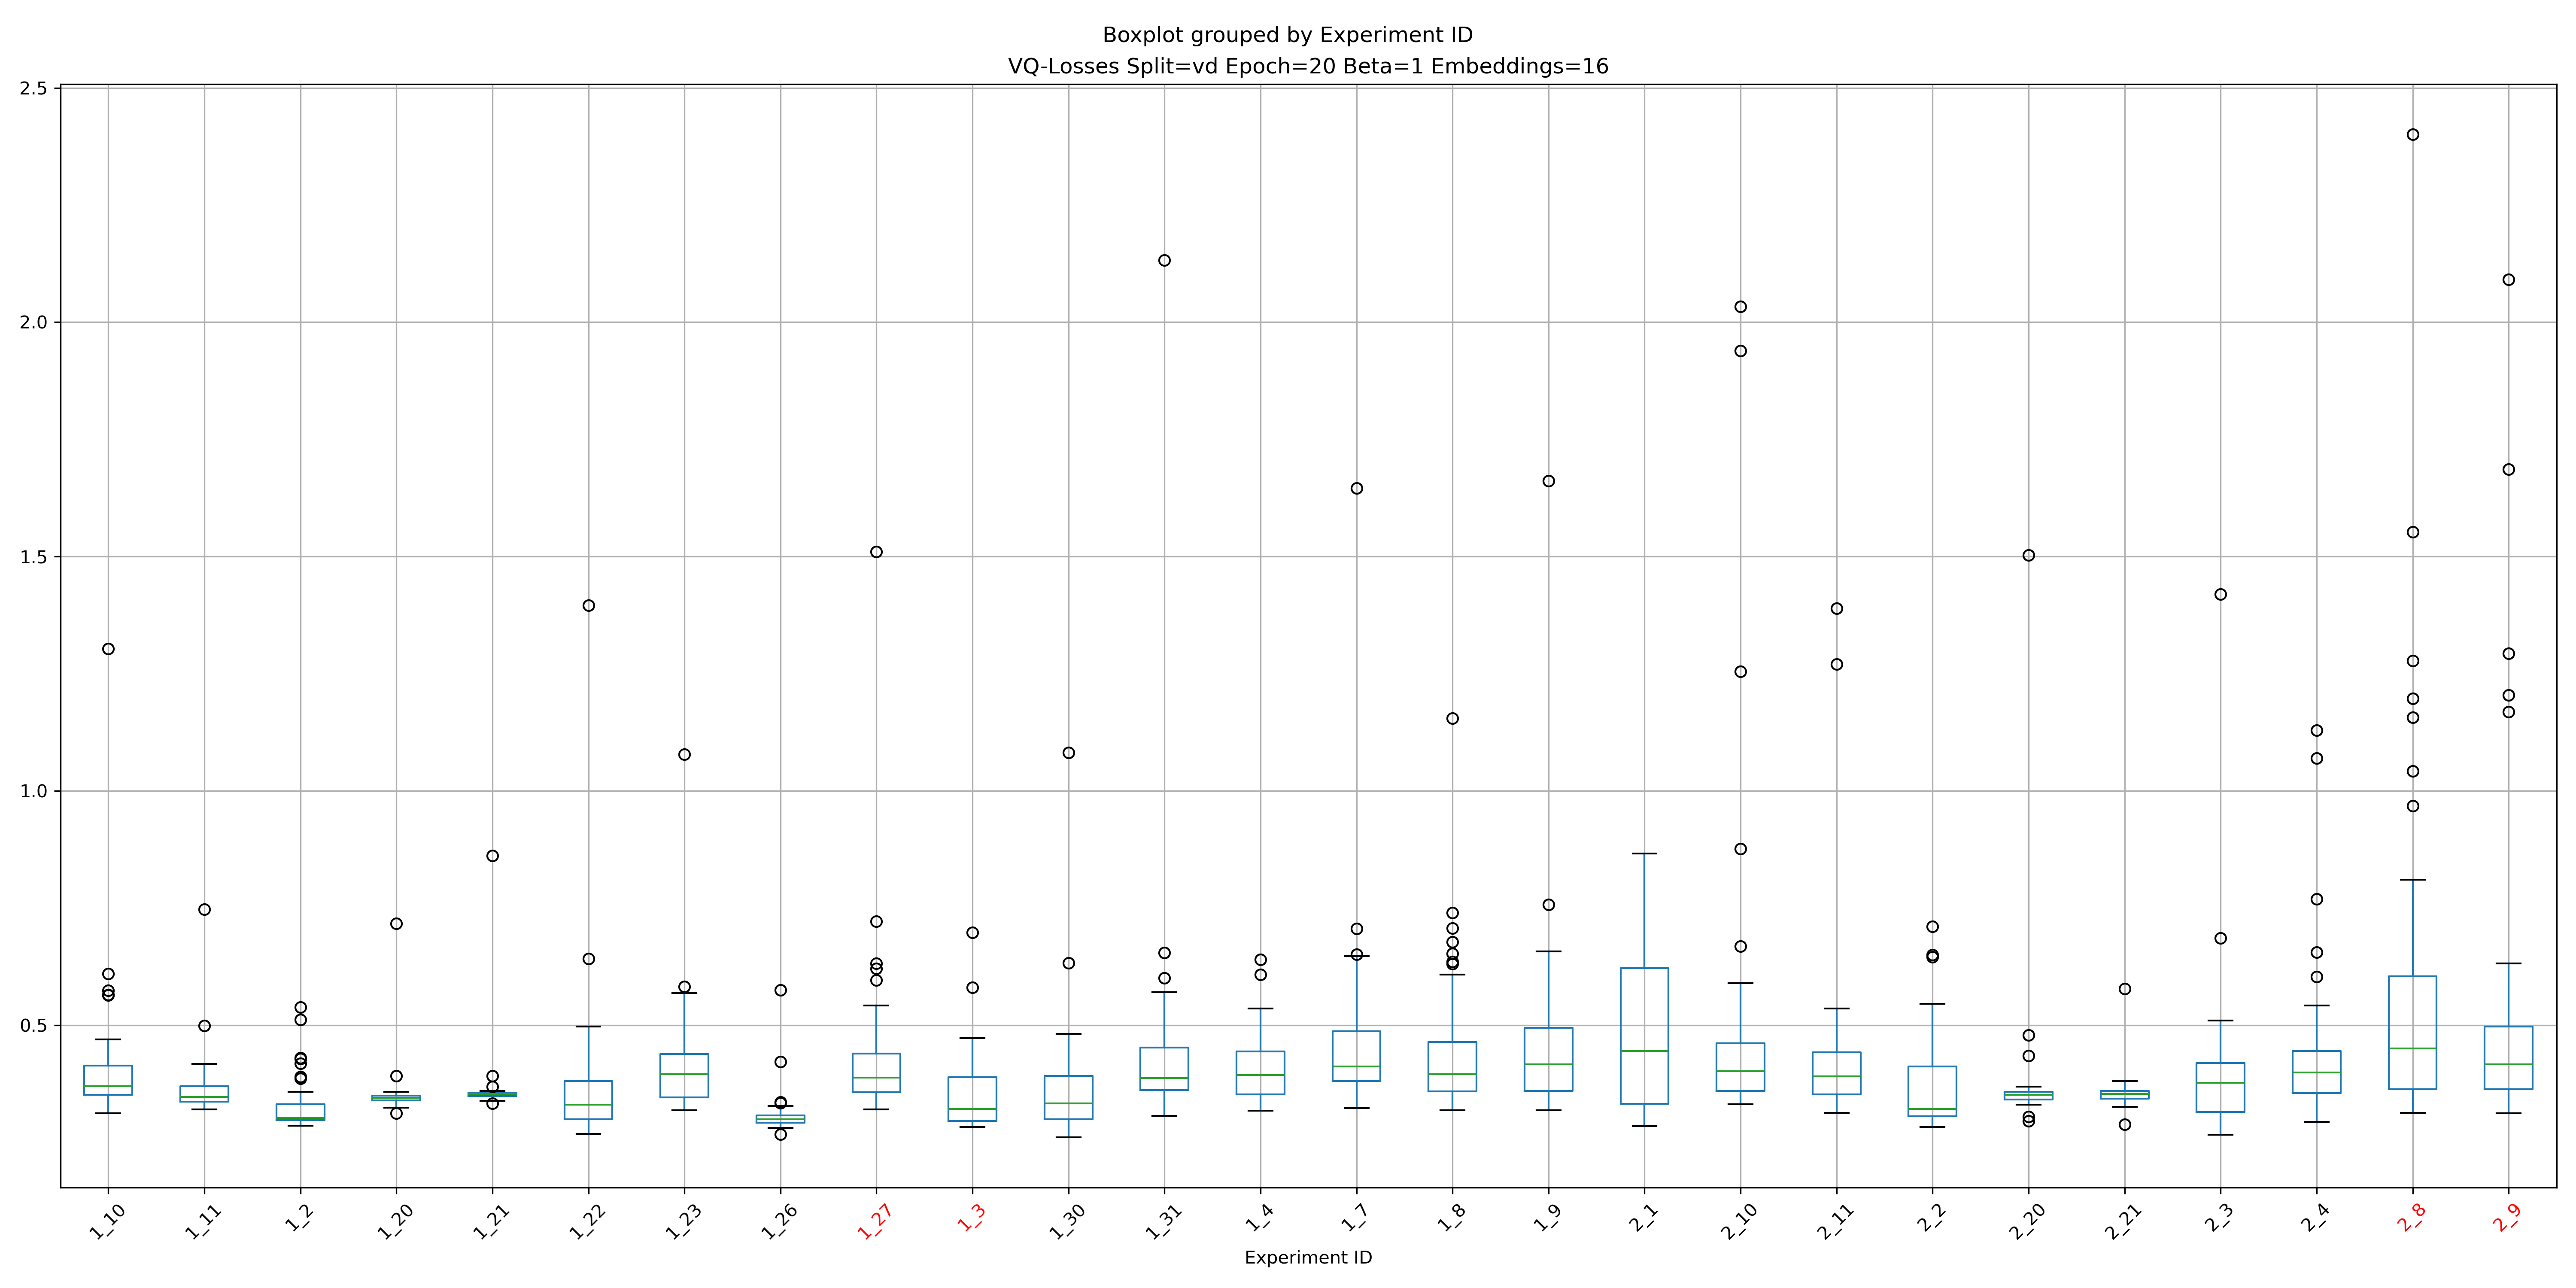 Boxplot grouped by Experiment ID
VQ-Losses Split=vd Epoch=20 Beta=1 Embeddings=16
2.5
2.0
1.5
1.0
0.5
1_10 1_11 1_2 1_20 1_21 1_22 1_23 1_26 1_27 1_3 1_30 1_31 1_4 1_7 1_8 1_9 2_1 2_10 2_11 2_2 2_20 2_21 2_3 2_4 2_8 2_9
Experiment ID